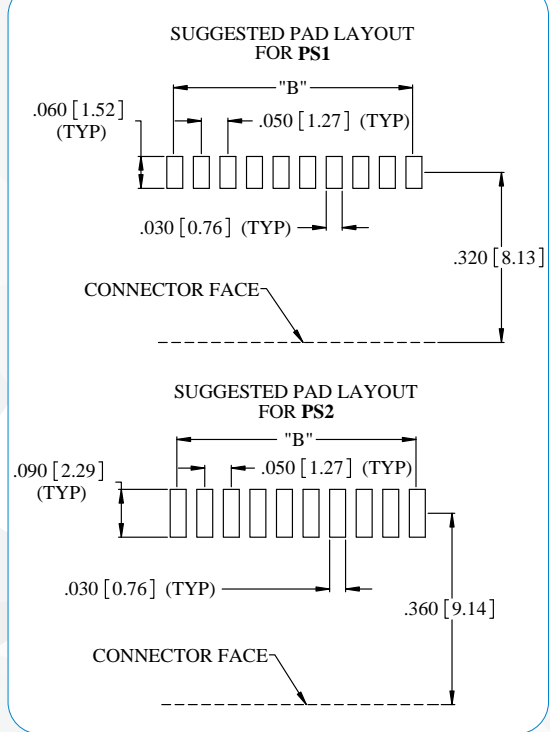 SUGGESTED PAD LAYOUT
FOR PS1
"B"
.060 [1.52]
(TYP)
.050 [1.27] (TYP)
.030 [0.76] (TYP)
.320 [8.13]
CONNECTOR FACE
SUGGESTED PAD LAYOUT
FOR PS2
"B"
.090 [2.29]
(TYP)
.050 [1.27] (TYP)
.030 [0.76] (TYP)
.360 [9.14]
CONNECTOR FACE